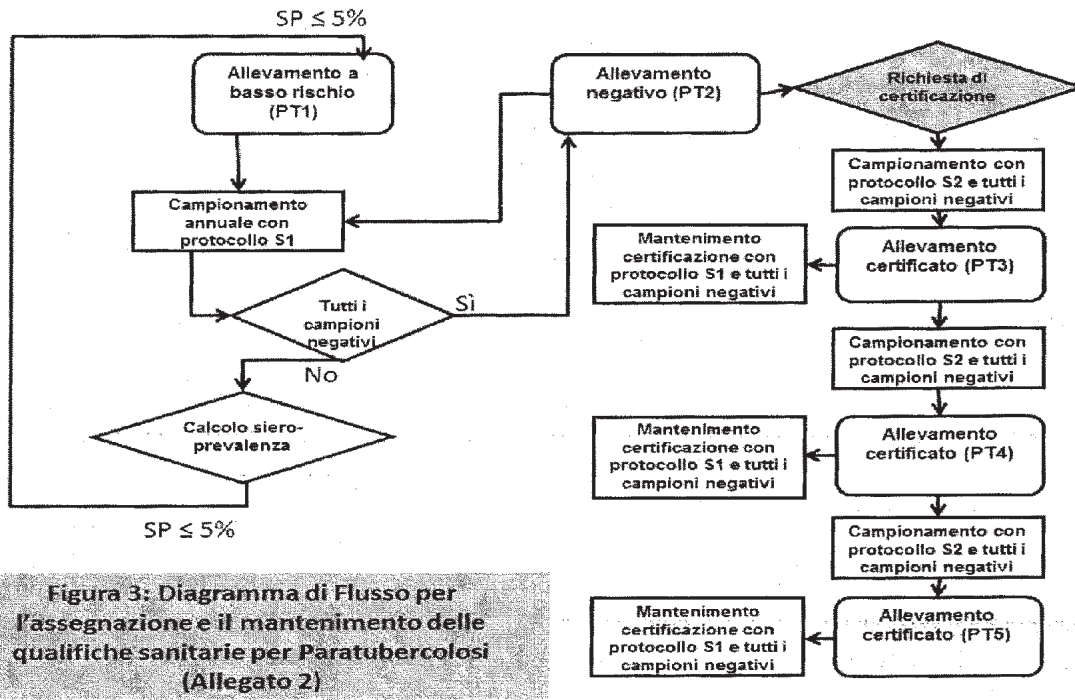 SP ≤ 5%
Allevamento a
basso rischio
(PT1)
Campionamento
annuale con
protocollo S1
Tutti i
campioni
negativi
Sì
No
Calcolo siero-
prevalenza
SP ≤ 5%
Allevamento
negativo (PT2)
Richiesta di
certificazione
Campionamento con
protocollo S2 e tutti i
campioni negativi
Mantenimento
certificazione con
protocollo S1 e tutti i
campioni negativi
Allevamento
certificato (PT3)
Campionamento con
protocollo S2 e tutti i
campioni negativi
Mantenimento
certificazione con
protocollo S1 e tutti i
campioni negativi
Allevamento
certificato (PT4)
Campionamento con
protocollo S2 e tutti i
campioni negativi
Mantenimento
certificazione con
protocollo S1 e tutti i
campioni negativi
Allevamento
certificato (PT5)
Figura 3: Diagramma di Flusso per
l'assegnazione e il mantenimento delle
qualifiche sanitarie per Paratubercolosi
(Allegato 2)